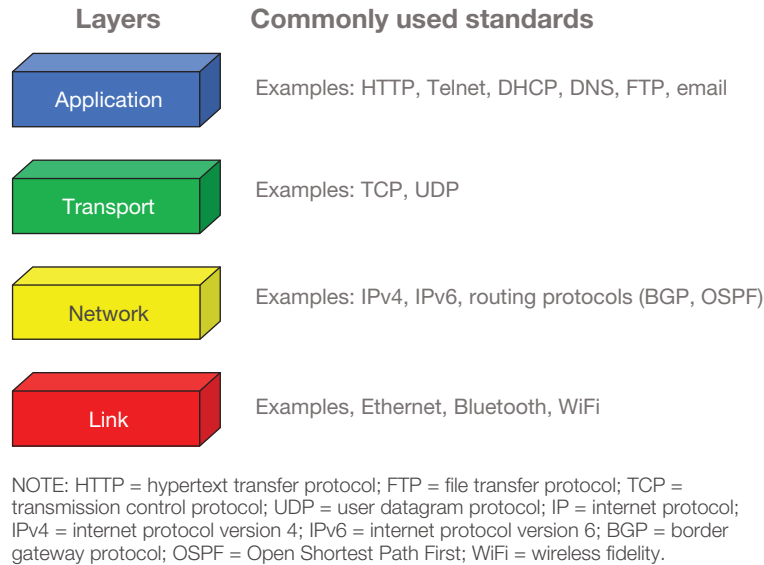 Layers Commonly used standards
Application Examples: HTTP, Telnet, DHCP, DNS, FTP, email
Transport Examples: TCP, UDP
Network Examples: IPv4, IPv6, routing protocols (BGP, OSPF)
Link Examples, Ethernet, Bluetooth, WiFi
NOTE: HTTP = hypertext transfer protocol; FTP = file transfer protocol; TCP =
transmission control protocol; UDP = user datagram protocol; IP = internet protocol;
IPv4 = internet protocol version 4; IPv6 = internet protocol version 6; BGP = border
gateway protocol; OSPF = Open Shortest Path First; WiFi = wireless fidelity.